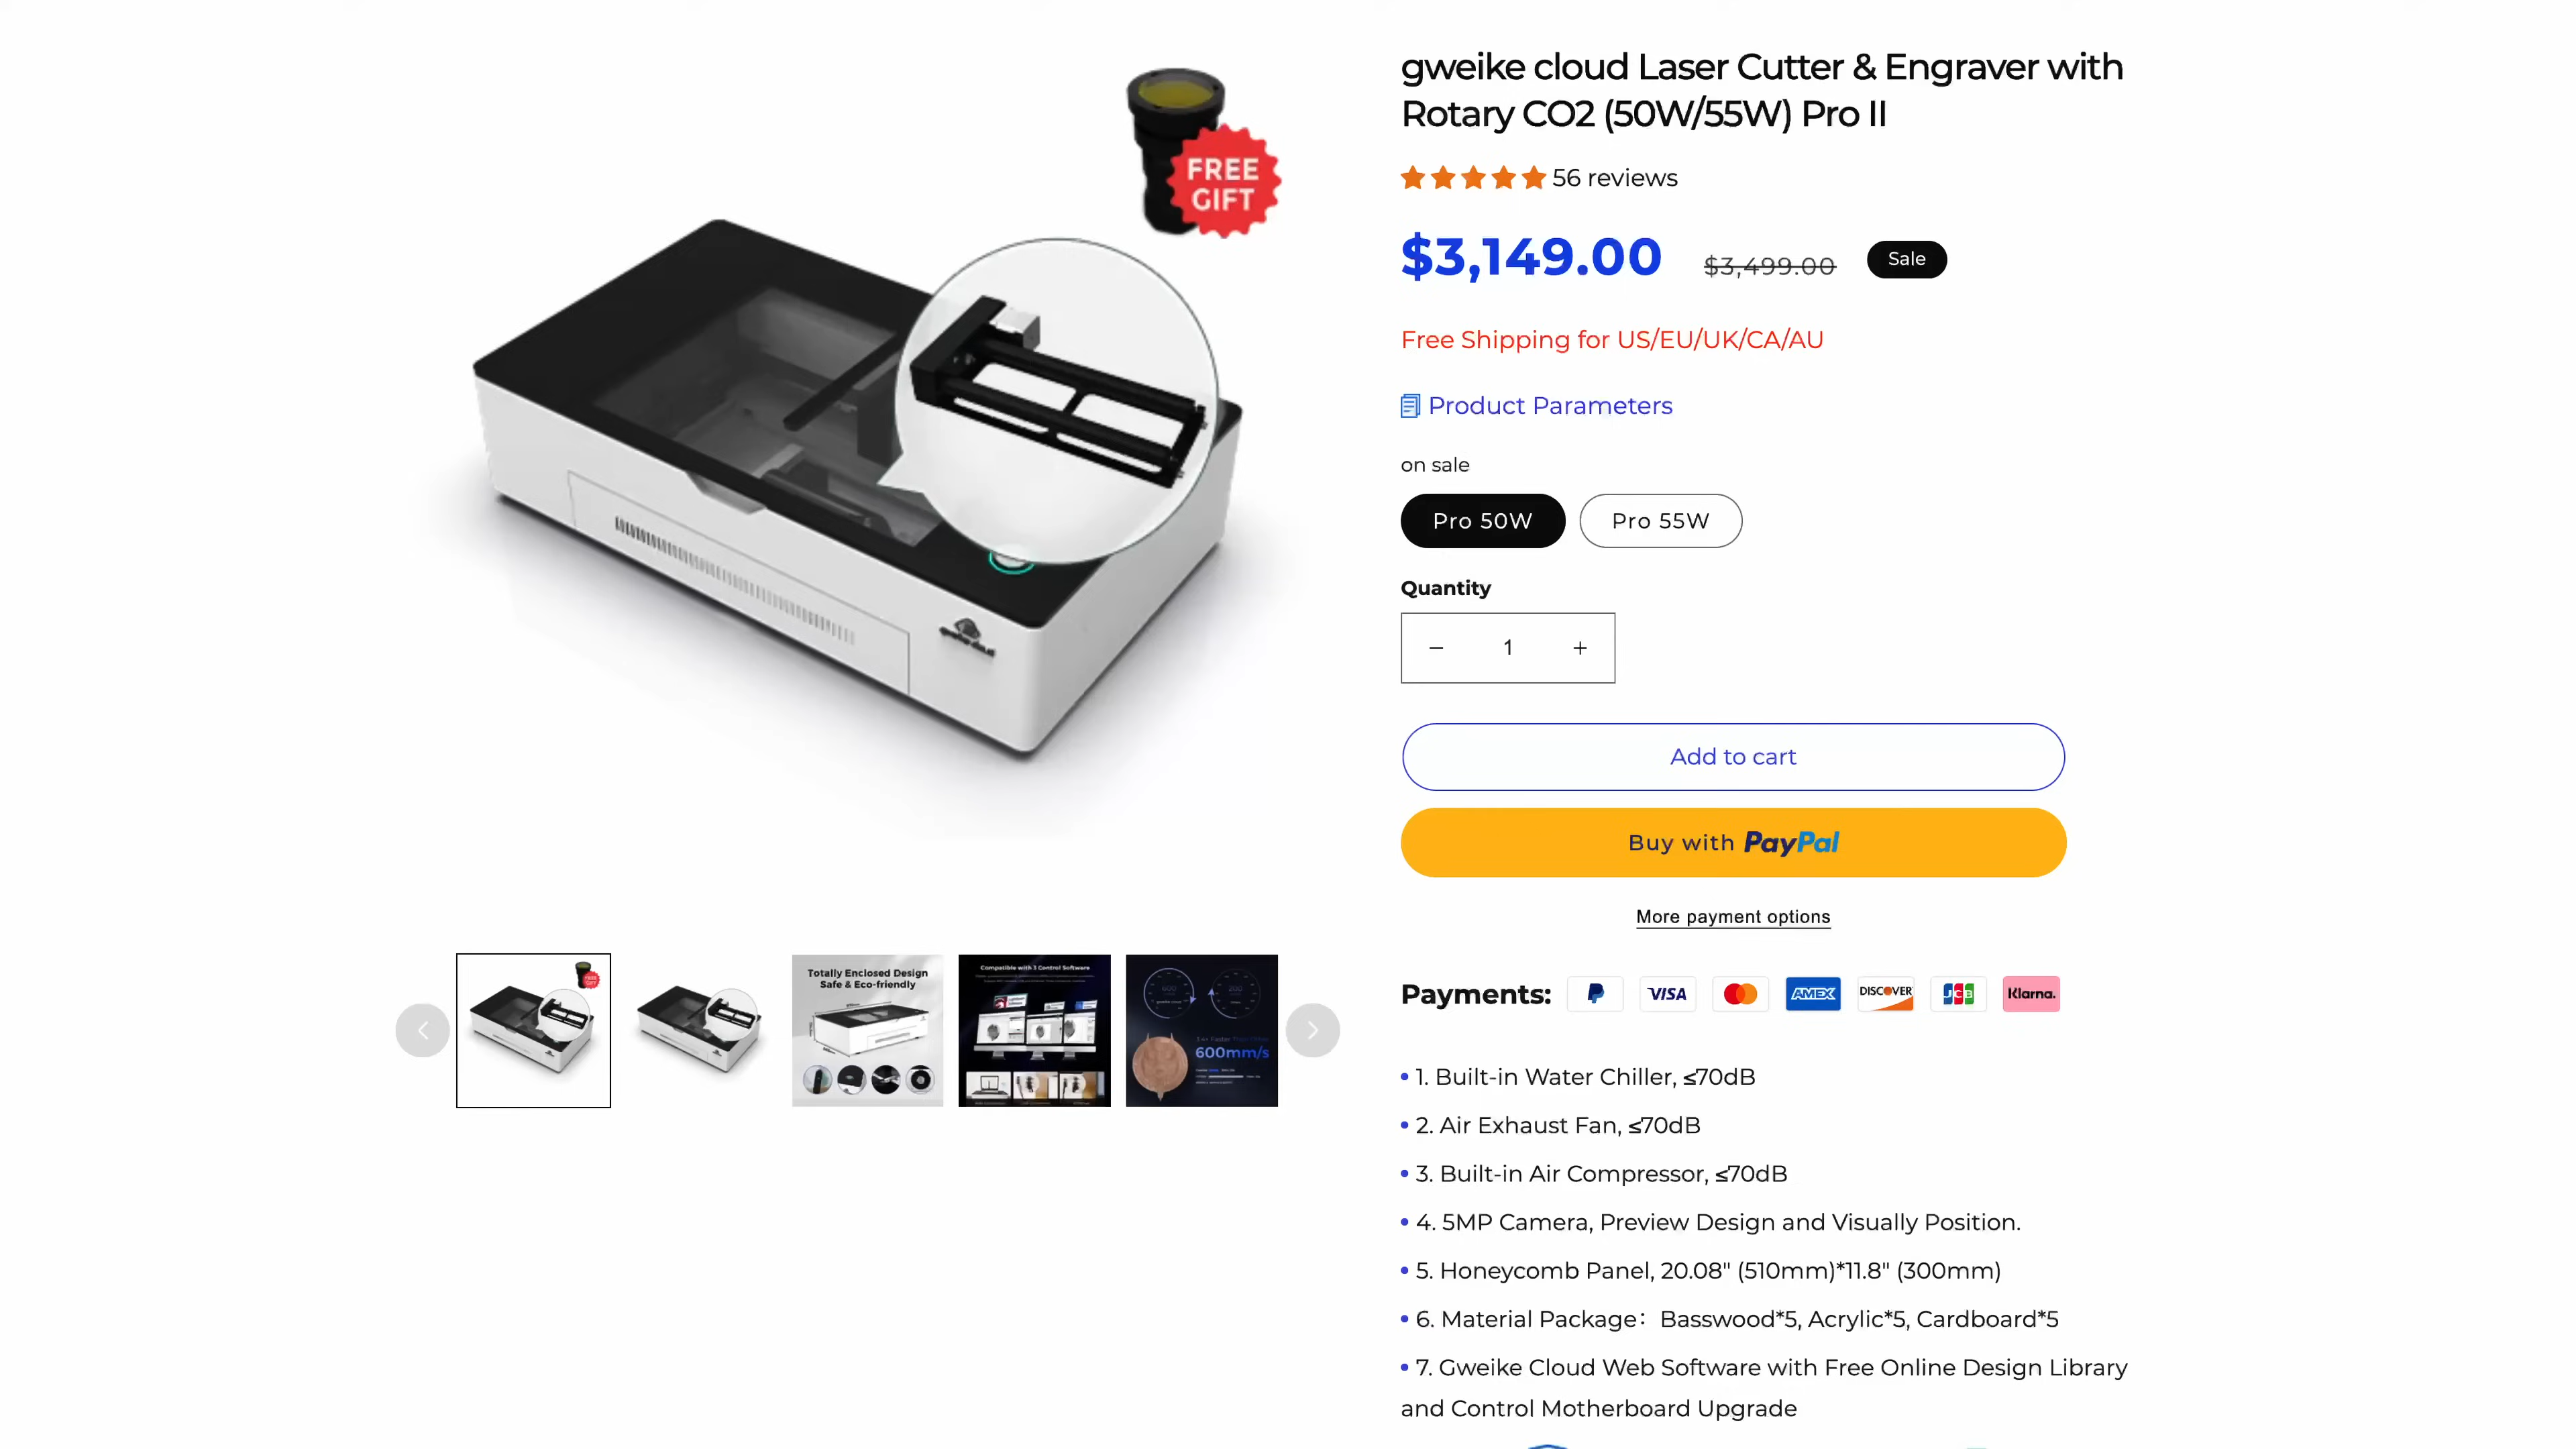 FREE
GIFT
gweike cloud Laser Cutter & Engraver with
Rotary CO2 (50W/55W) Pro II
56 reviews
$3,149.00 $3,499.00 Sale
Free Shipping for US/EU/UK/CA/AU
Product Parameters
on sale
Pro 50W Pro 55W
Quantity
− 1 +
Add to cart
Buy with PayPal
More payment options
Payments: VISA AMEX DISCOVER JCB Klarna.
Totally Enclosed Design
Safe & Eco-friendly
Compatible with 3 Control Software
600mm/s
• 1. Built-in Water Chiller, ≤70dB
• 2. Air Exhaust Fan, ≤70dB
• 3. Built-in Air Compressor, ≤70dB
• 4. 5MP Camera, Preview Design and Visually Position.
• 5. Honeycomb Panel, 20.08" (510mm)*11.8" (300mm)
• 6. Material Package： Basswood*5, Acrylic*5, Cardboard*5
• 7. Gweike Cloud Web Software with Free Online Design Library
and Control Motherboard Upgrade